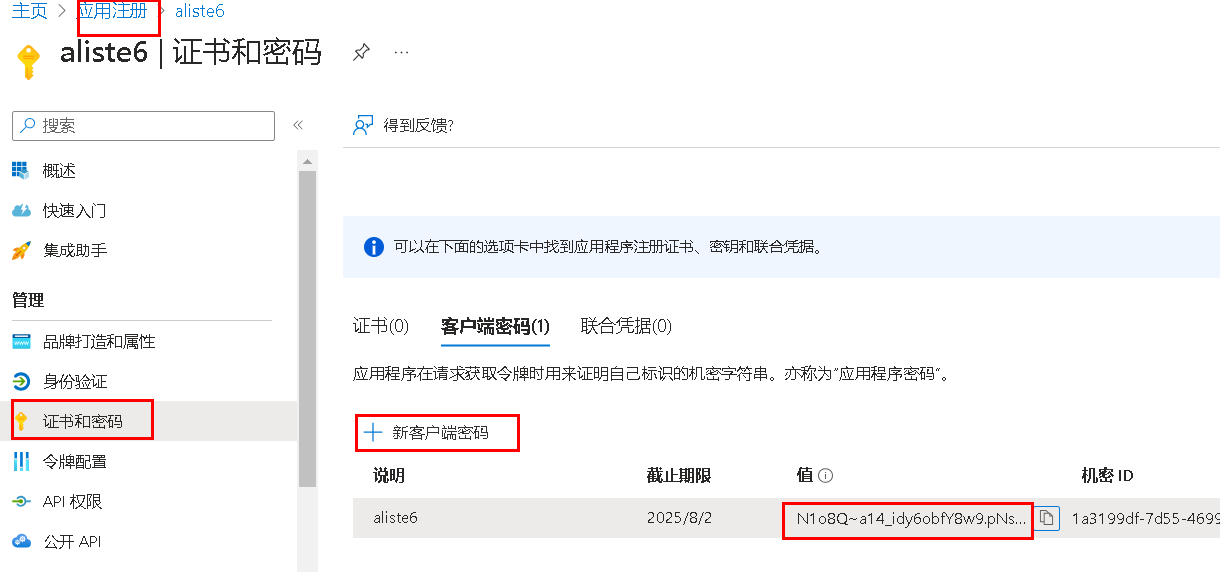 主页 > 应用注册 > aliste6
aliste6 | 证书和密码 ...
搜索 «
得到反馈?
概述
快速入门
集成助手
可以在下面的选项卡中找到应用程序注册证书、密钥和联合凭据。
管理
品牌打造和属性
身份验证
证书和密码
令牌配置
API 权限
公开 API
证书(0) 客户端密码(1) 联合凭据(0)
应用程序在请求获取令牌时用来证明自己标识的机密字符串。亦称为"应用程序密码"。
+ 新客户端密码
说明 截止期限 值 机密 ID
aliste6 2025/8/2 N1o8Q~a14_idy6obfY8w9.pNs... 1a3199df-7d55-4699